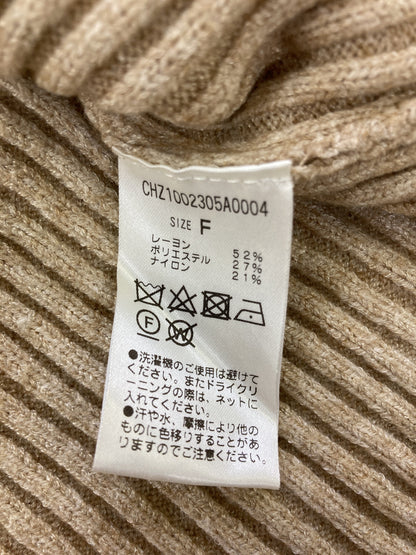 CHZ1002305A0004
SIZE F
レーヨン 52%
ポリエステル 27%
ナイロン 21%
F W
●洗濯機のご使用は避けて
ください。またドライクリ
ーニングの際は、ネットに
入れてください。
●汗や水、摩擦により他の
ものに色移りすることがあ
りますのでご注意ください。